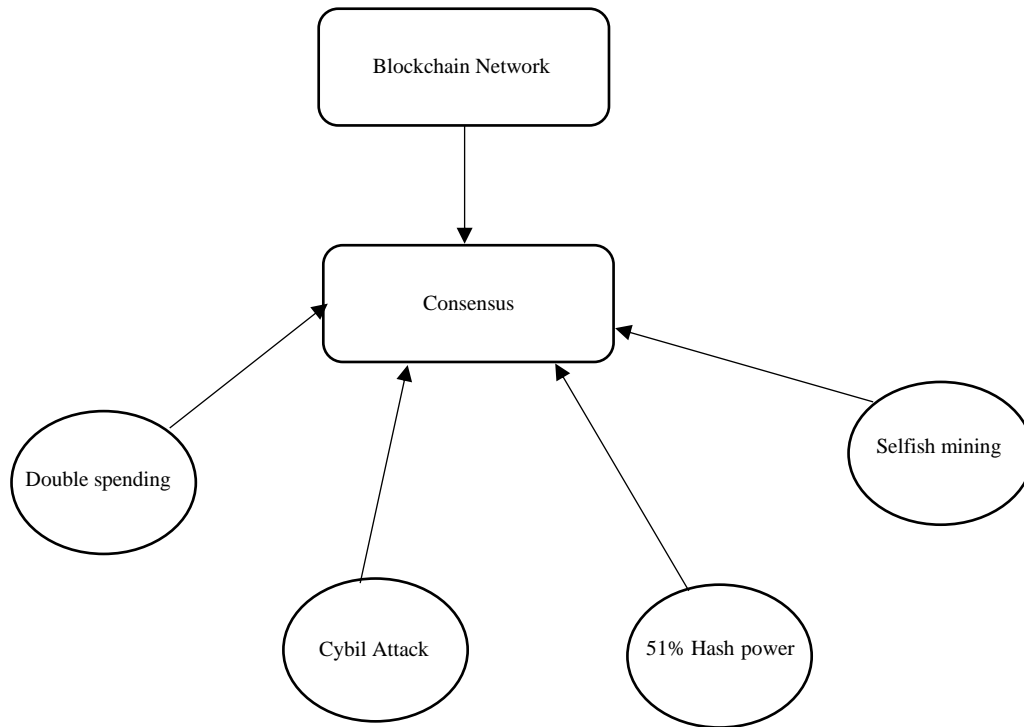 Blockchain Network
Consensus
Selfish mining
Double spending
Cybil Attack
51% Hash power